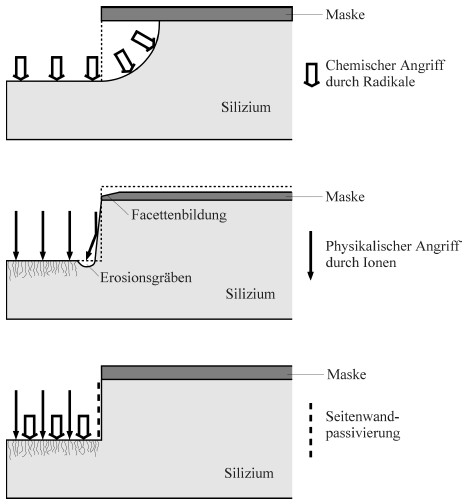 Maske
Chemischer Angriff
durch Radikale
Silizium
Maske
Facettenbildung
Physikalischer Angriff
durch Ionen
Erosionsgräben
Silizium
Maske
Seitenwand-
passivierung
Silizium